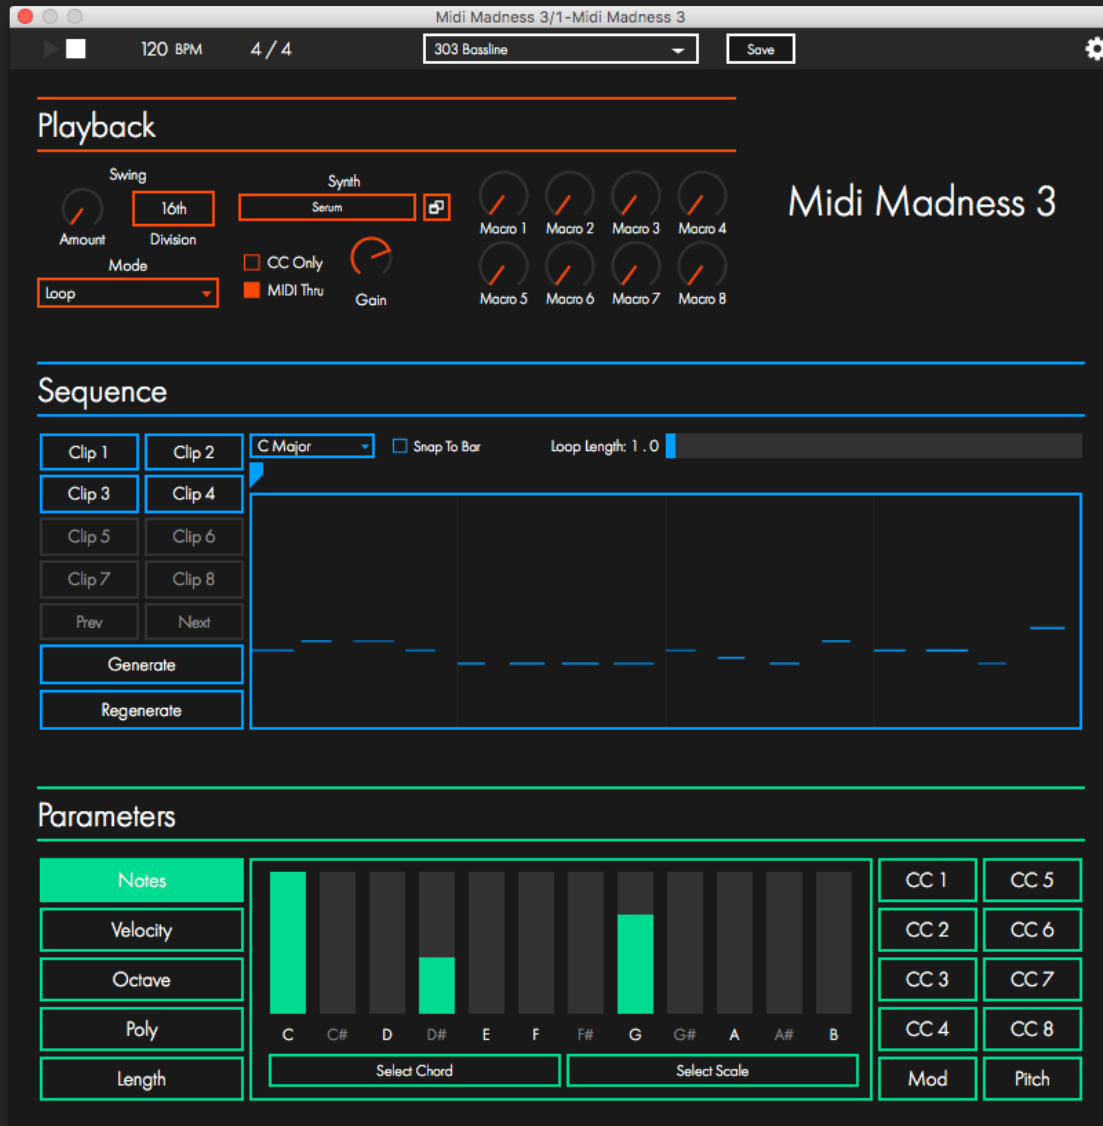 Midi Madness 3/1-Midi Madness 3
120 BPM 4 / 4 303 Bassline Save
Playback
Midi Madness 3
Swing
16th
Amount Division
Mode
Loop
Synth
Serum
CC Only
MIDI Thru
Gain
Macro 1 Macro 2 Macro 3 Macro 4
Macro 5 Macro 6 Macro 7 Macro 8
Sequence
Clip 1 Clip 2
Clip 3 Clip 4
Clip 5 Clip 6
Clip 7 Clip 8
Prev Next
Generate
Regenerate
C Major Snap To Bar Loop Length: 1 . 0
Parameters
Notes
Velocity
Octave
Poly
Length
C C# D D# E F F# G G# A A# B
Select Chord Select Scale
CC 1 CC 5
CC 2 CC 6
CC 3 CC 7
CC 4 CC 8
Mod Pitch